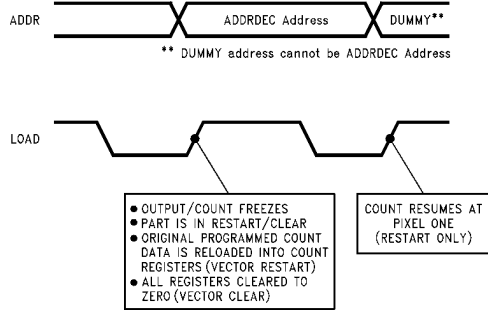 ADDR
ADDRDEC Address
DUMMY**
** DUMMY address cannot be ADDRDEC Address
LOAD
● OUTPUT/COUNT FREEZES
● PART IS IN RESTART/CLEAR
● ORIGINAL PROGRAMMED COUNT
DATA IS RELOADED INTO COUNT
REGISTERS (VECTOR RESTART)
● ALL REGISTERS CLEARED TO
ZERO (VECTOR CLEAR)
COUNT RESUMES AT
PIXEL ONE
(RESTART ONLY)